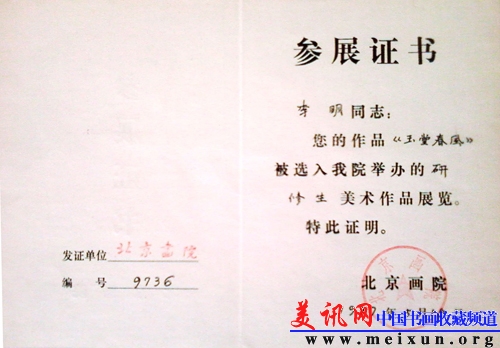 发证单位 北京画院
编 号 9736
参展证书
李明同志:
您的作品《玉堂春风》
被选入我院举办的研
修生美术作品展览。
特此证明。
北京画院
美讯网 中国书画收藏频道
www.meixun.org